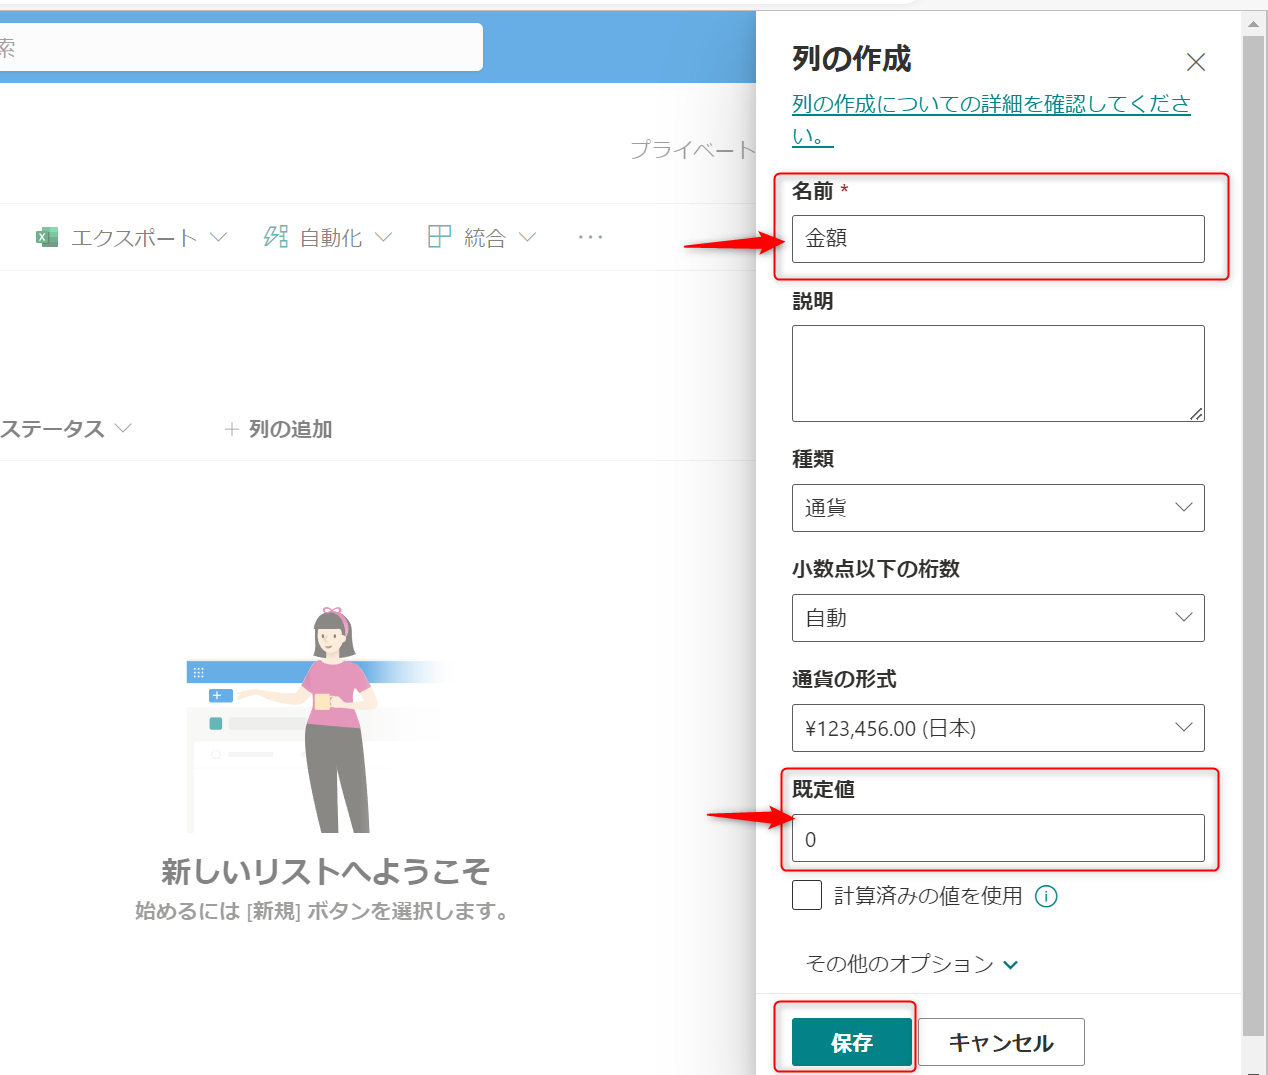 索
プライベート
エクスポート
自動化
統合
ステータス
+ 列の追加
新しいリストへようこそ
始めるには [新規] ボタンを選択します。
列の作成
列の作成についての詳細を確認してくださ
い。
名前 *
金額
説明
種類
通貨
小数点以下の桁数
自動
通貨の形式
¥123,456.00 (日本)
既定値
0
計算済みの値を使用
その他のオプション
保存
キャンセル